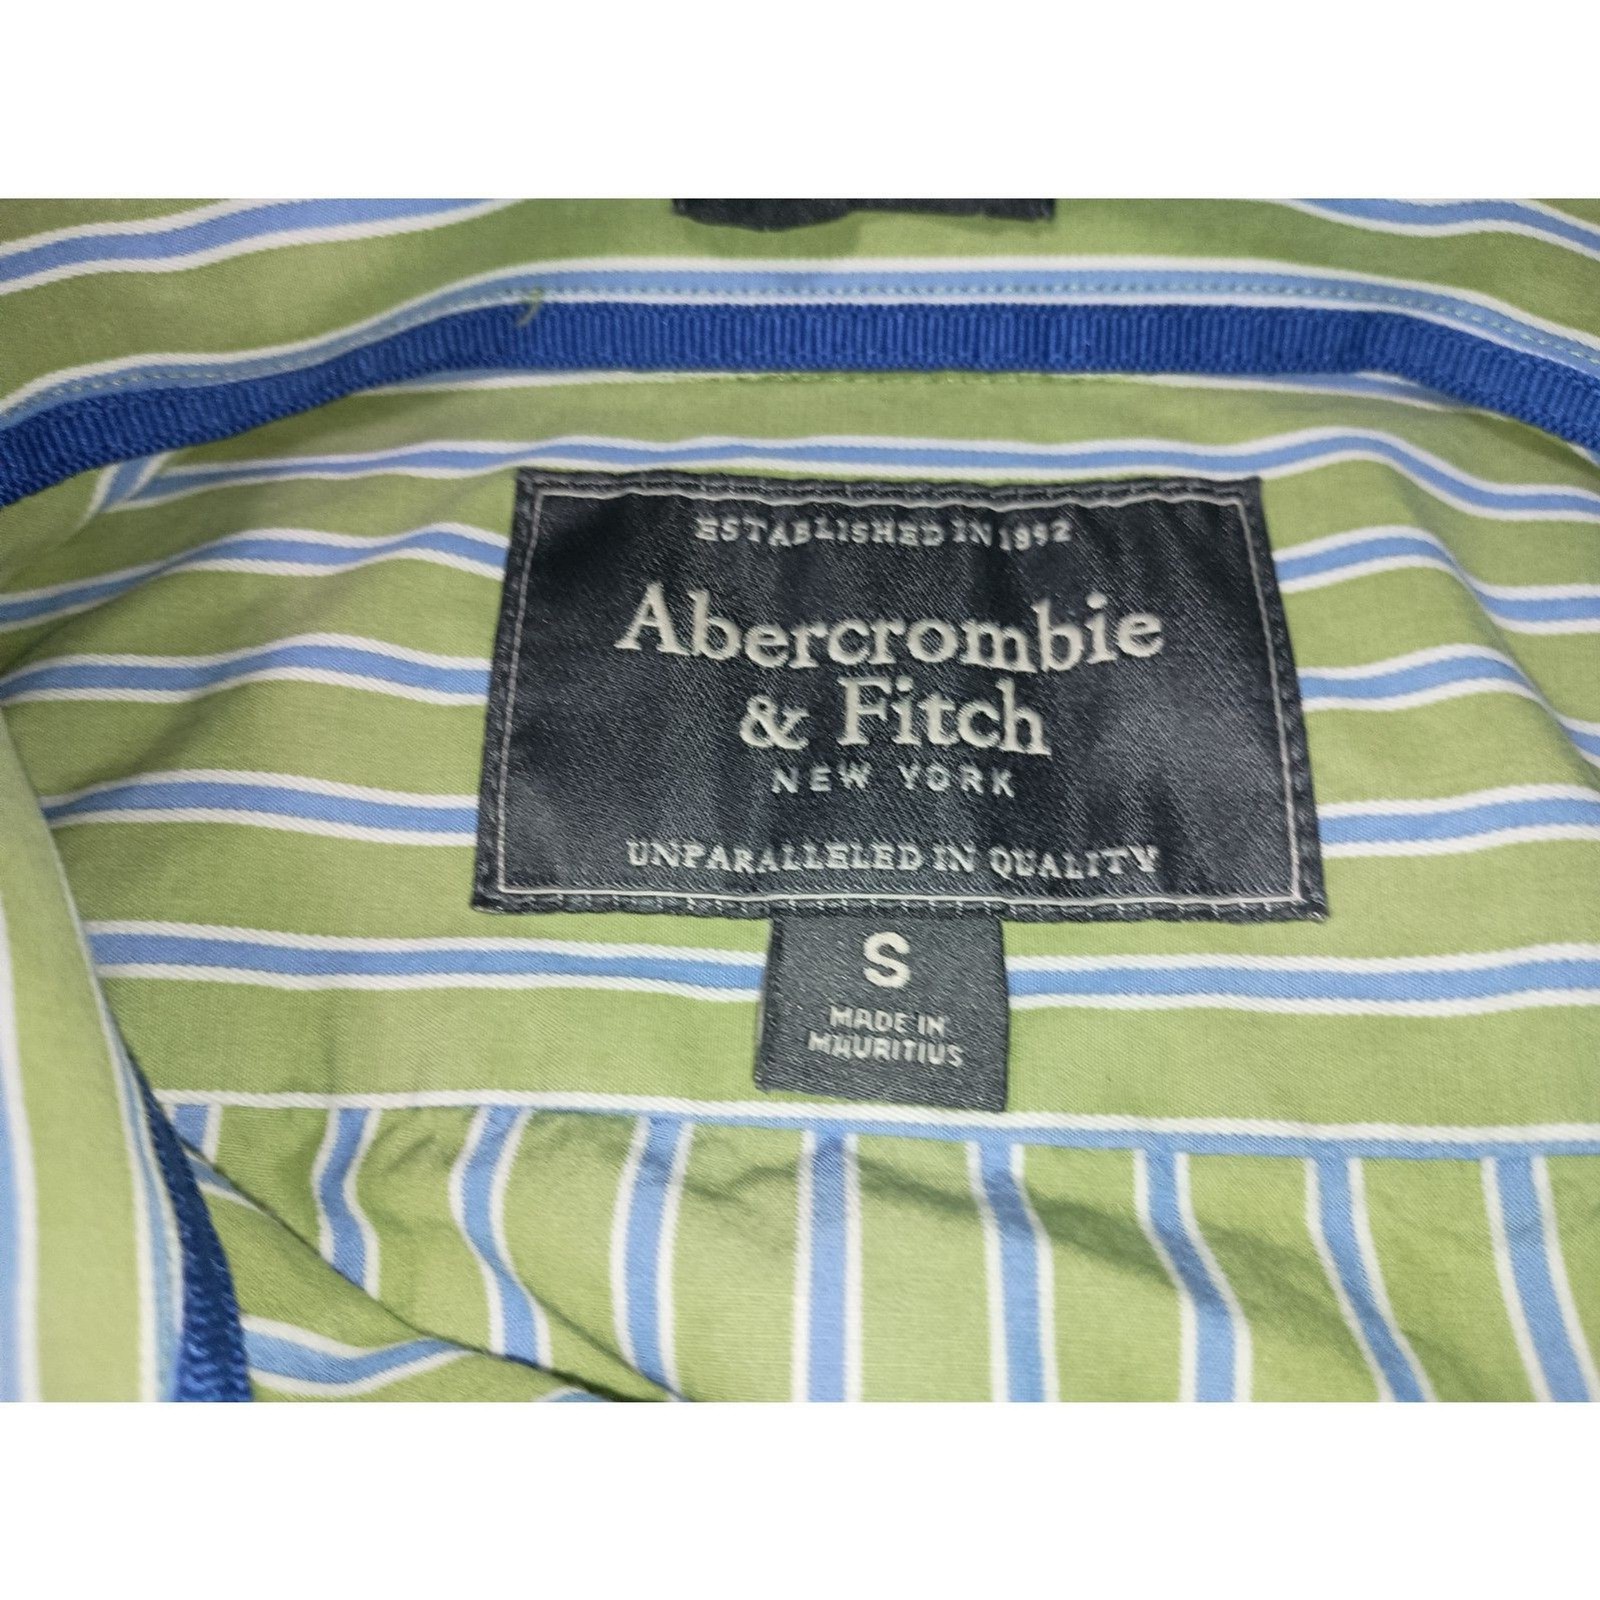 ESTABLISHED IN 1892
Abercrombie
& Fitch
NEW YORK
UNPARALLELED IN QUALITY
S
MADE IN
MAURITIUS